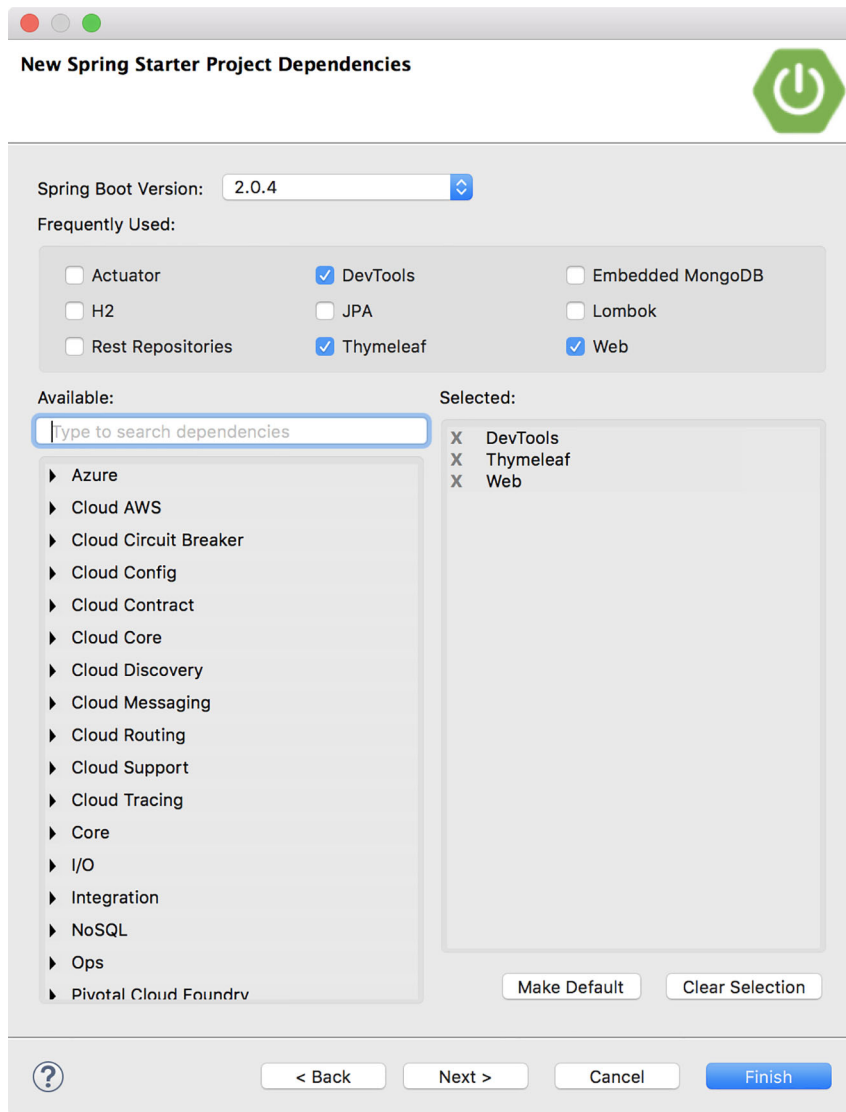 New Spring Starter Project Dependencies
Spring Boot Version: 2.0.4
Frequently Used:
Actuator DevTools Embedded MongoDB
H2 JPA Lombok
Rest Repositories Thymeleaf Web
Available: Selected:
Type to search dependencies
X DevTools
X Thymeleaf
X Web
Azure
Cloud AWS
Cloud Circuit Breaker
Cloud Config
Cloud Contract
Cloud Core
Cloud Discovery
Cloud Messaging
Cloud Routing
Cloud Support
Cloud Tracing
Core
I/O
Integration
NoSQL
Ops
Pivotal Cloud Foundry
Make Default Clear Selection
? < Back Next > Cancel Finish